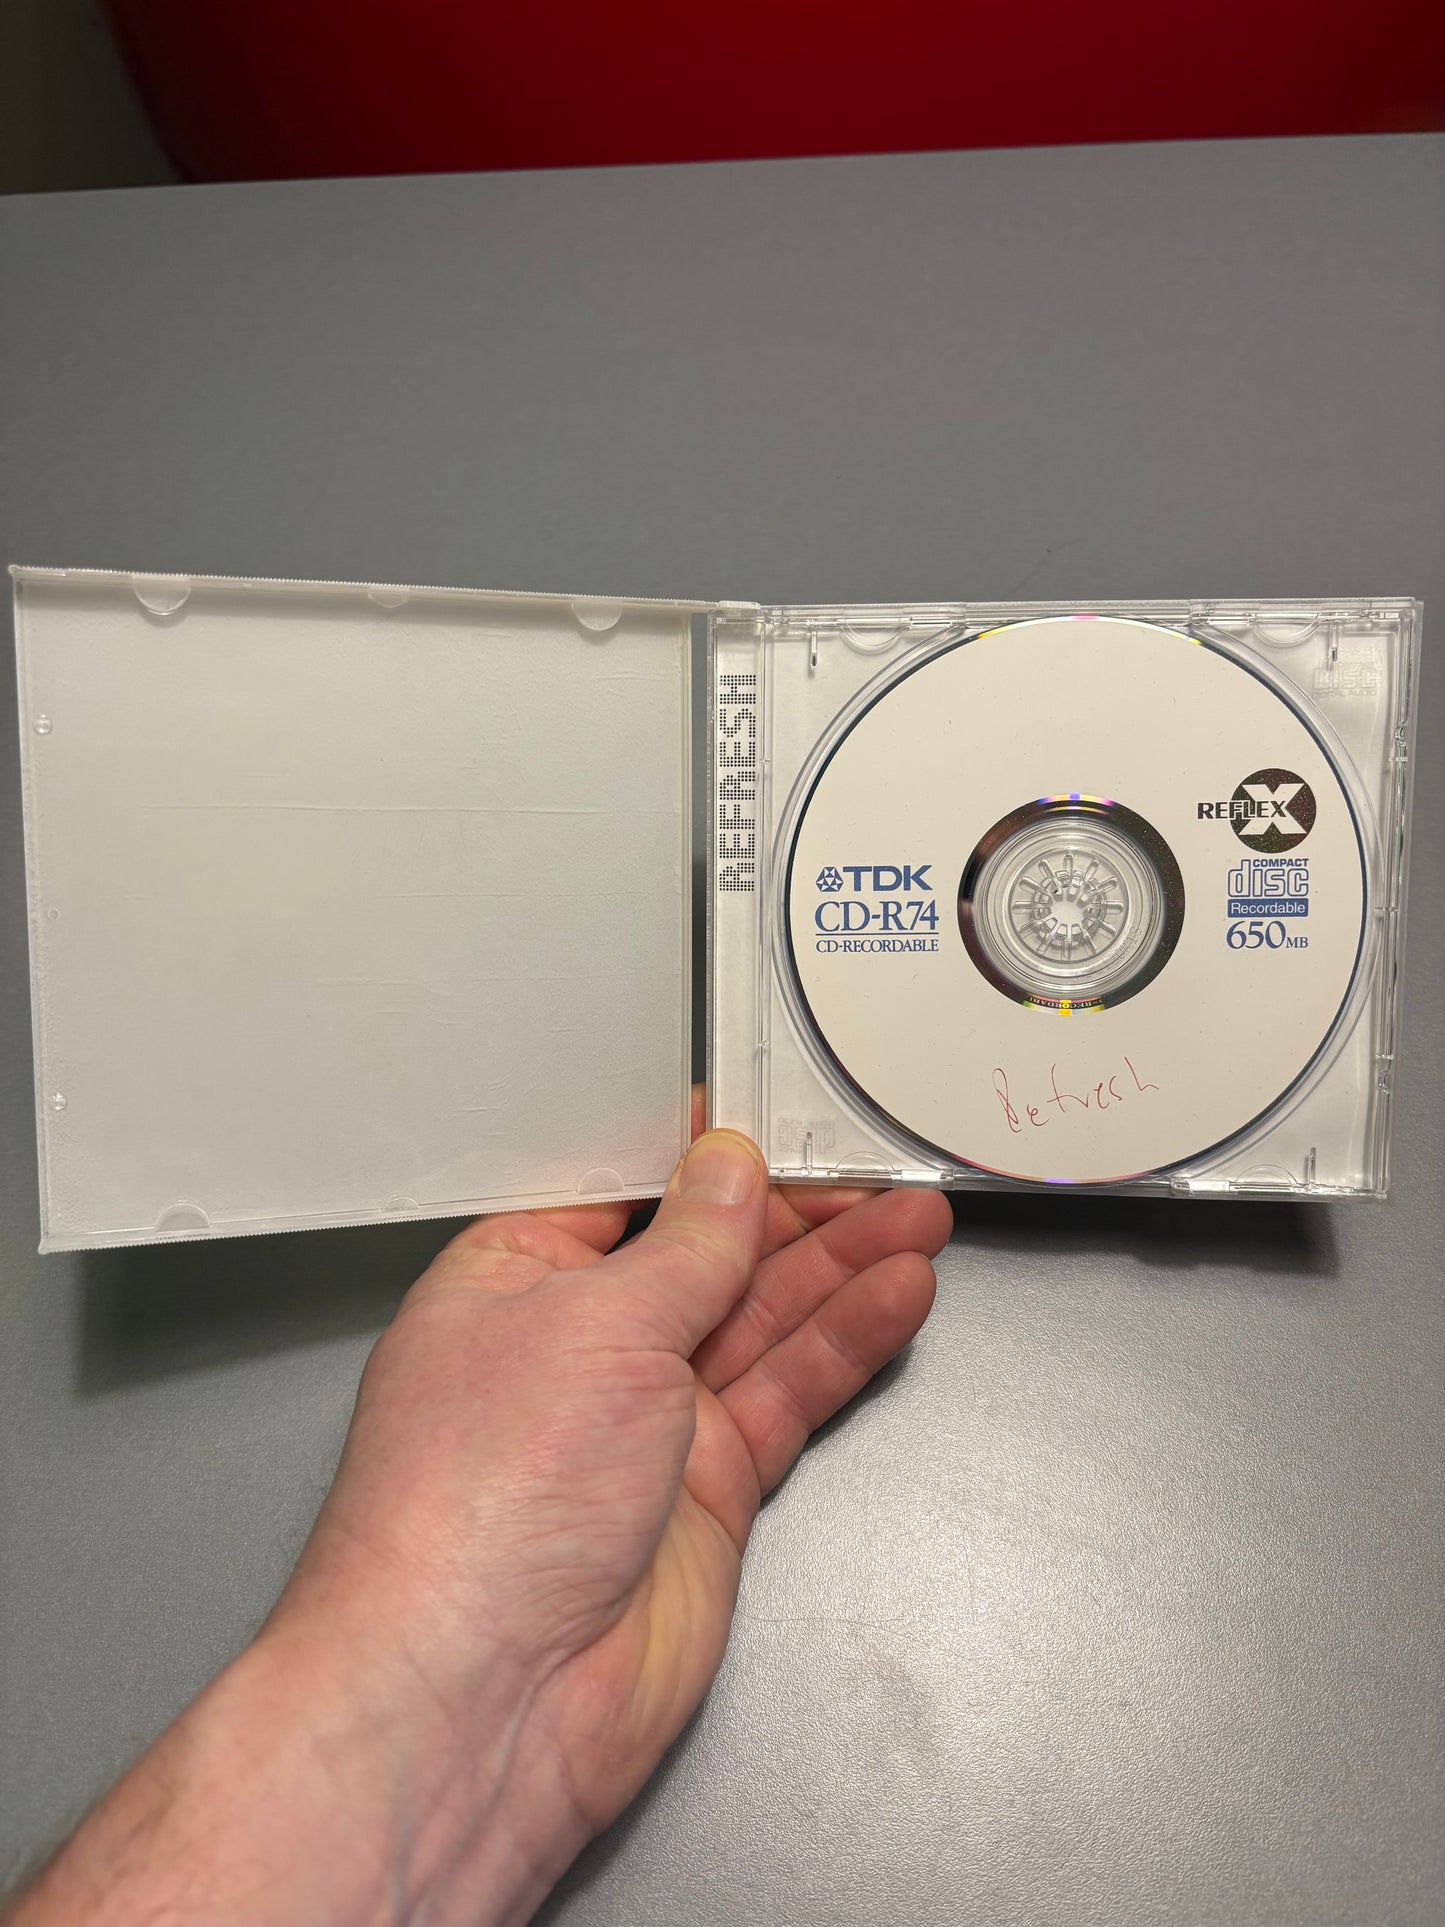 REFRESH
REFLEX
TDK
CD-R74
CD-RECORDABLE
COMPACT
disc
Recordable
650MB
Refresh